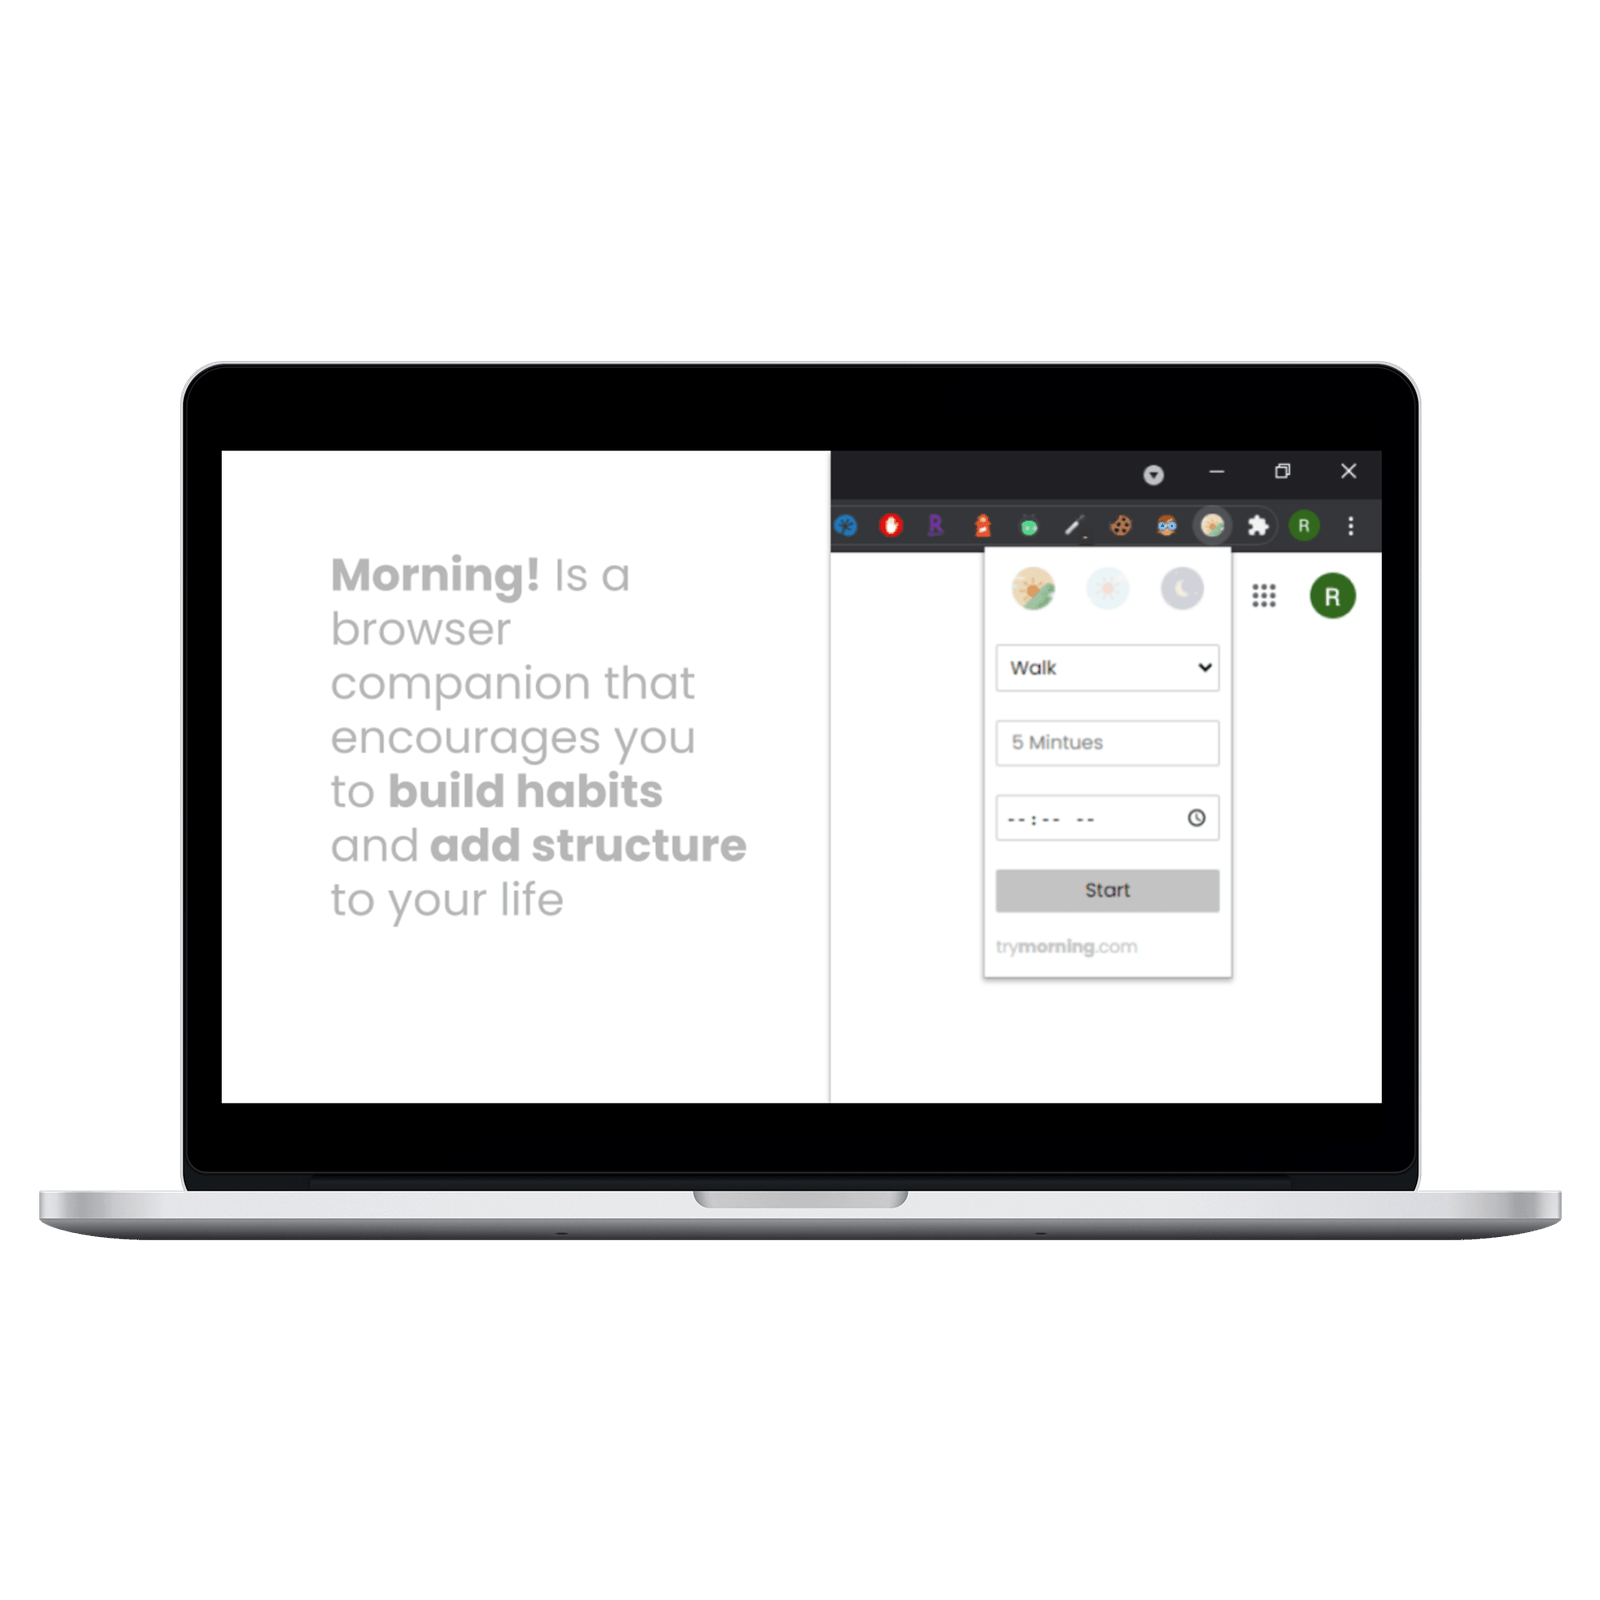 Morning! Is a
browser
companion that
encourages you
to build habits
and add structure
to your life
R
R
R
Walk
5 Mintues
--:-- --
Start
trymorning.com